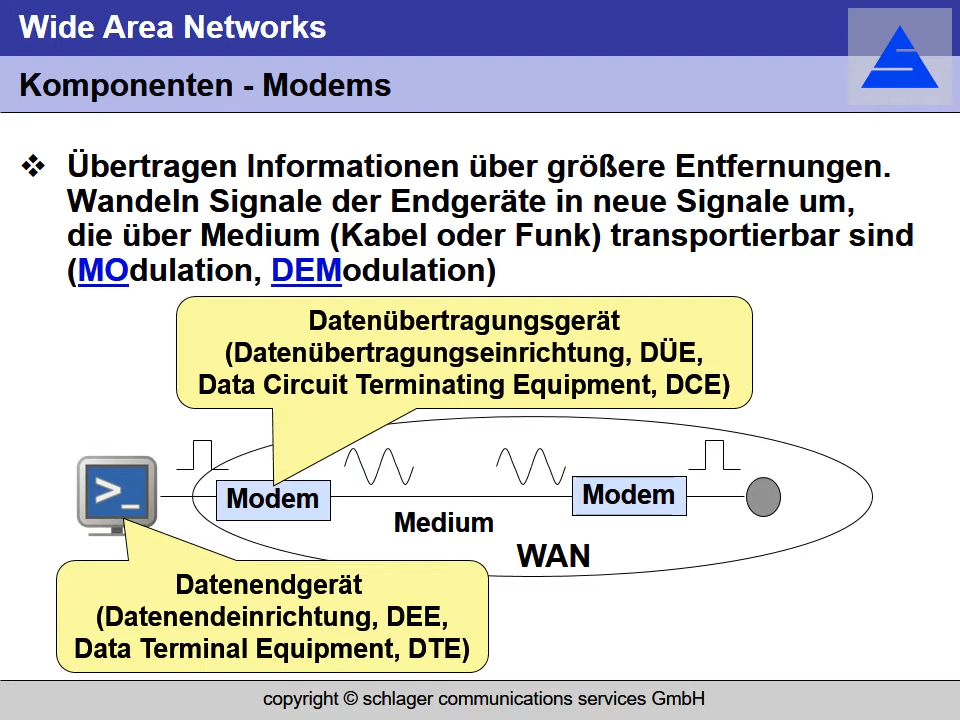 Wide Area Networks
Komponenten - Modems
❖ Übertragen Informationen über größere Entfernungen.
Wandeln Signale der Endgeräte in neue Signale um,
die über Medium (Kabel oder Funk) transportierbar sind
(MOdulation, DEModulation)
Datenübertragungsgerät
(Datenübertragungseinrichtung, DÜE,
Data Circuit Terminating Equipment, DCE)
Modem
Modem
Medium
WAN
Datenendgerät
(Datenendeinrichtung, DEE,
Data Terminal Equipment, DTE)
copyright © schlager communications services GmbH